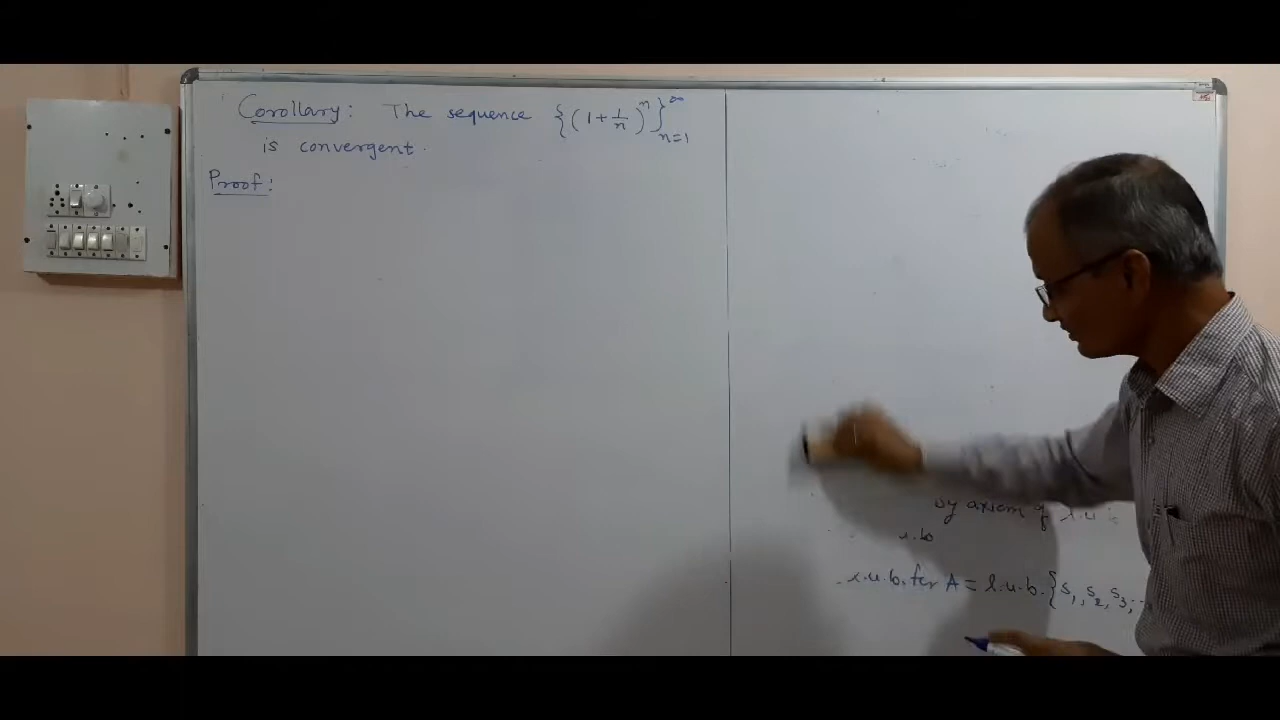 Corollary: The sequence {(1+1/n)^n}_{n=1}^∞
is convergent.
Proof:
by axiom of l.u
u.b
l.u.b. for A = l.u.b. {S₁, S₂, S₃, ...